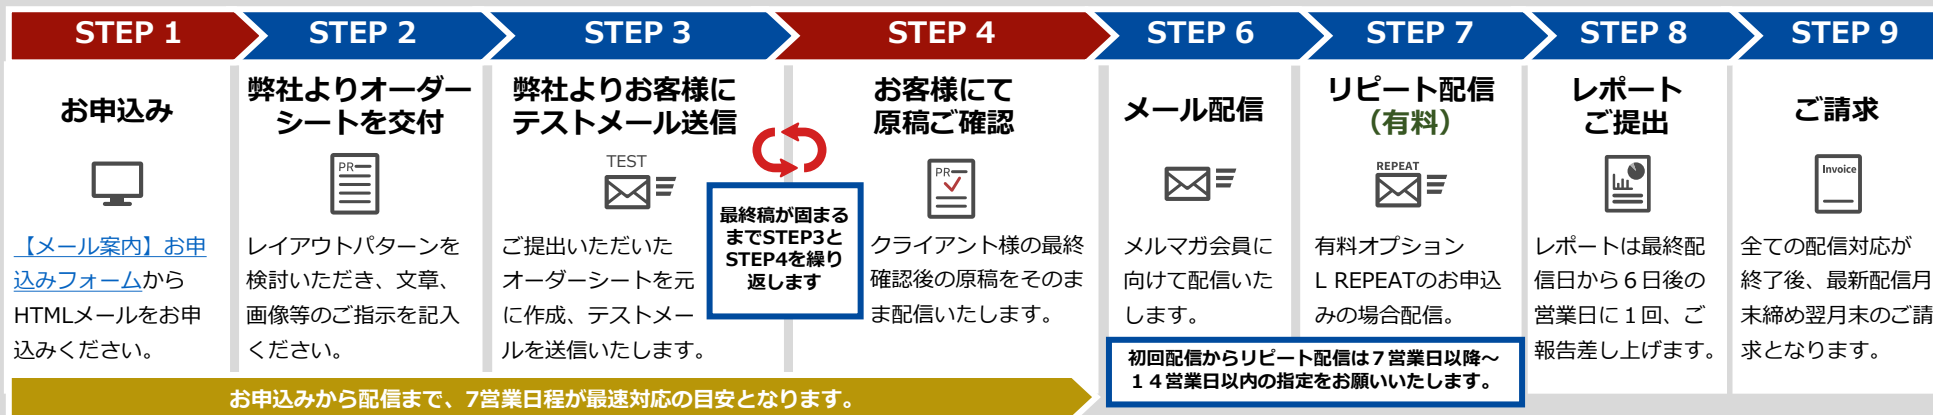 STEP 1
STEP 2
STEP 3
STEP 4
STEP 6
STEP 7
STEP 8
STEP 9
お申込み
【メール案内】お申
込みフォームから
HTMLメールをお申
込みください。
弊社よりオーダー
シートを交付
PR
レイアウトパターンを
検討いただき、文章、
画像等のご指示を記入
ください。
弊社よりお客様に
テストメール送信
TEST
ご提出いただいた
オーダーシートを元
に作成、テストメー
ルを送信いたします。
最終稿が固まる
までSTEP3と
STEP4を繰り
返します
お客様にて
原稿ご確認
PR
クライアント様の最終
確認後の原稿をそのま
ま配信いたします。
メール配信
メルマガ会員に
向けて配信いた
します。
リピート配信
（有料）
REPEAT
有料オプション
L REPEATのお申込
みの場合配信。
初回配信からリピート配信は７営業日以降～
１４営業日以内の指定をお願いいたします。
レポート
ご提出
レポートは最終配
信日から６日後の
営業日に１回、ご
報告差し上げます。
ご請求
Invoice
全ての配信対応が
終了後、最新配信月
末締め翌月末のご請
求となります。
お申込みから配信まで、7営業日程が最速対応の目安となります。